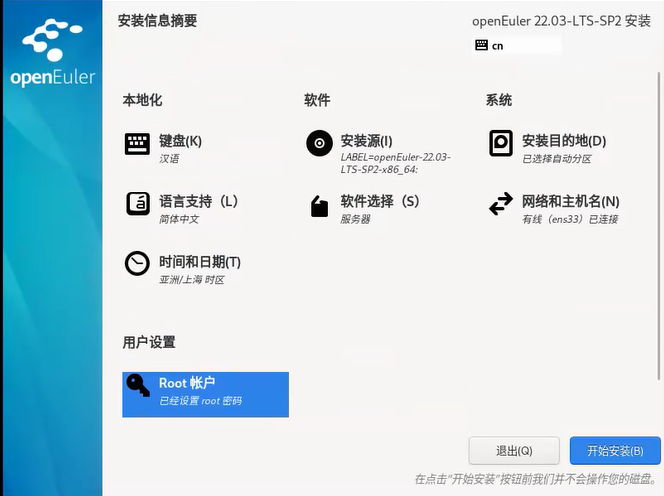 openEuler
安装信息摘要
openEuler 22.03-LTS-SP2 安装
cn
本地化
键盘(K)
汉语
语言支持（L）
简体中文
时间和日期(T)
亚洲/上海 时区
软件
安装源(I)
LABEL=openEuler-22.03-
LTS-SP2-x86_64:
软件选择（S）
服务器
系统
安装目的地(D)
已选择自动分区
网络和主机名(N)
有线（ens33）已连接
用户设置
Root 帐户
已经设置 root 密码
退出(Q)
开始安装(B)
在点击“开始安装”按钮前我们并不会操作您的磁盘。